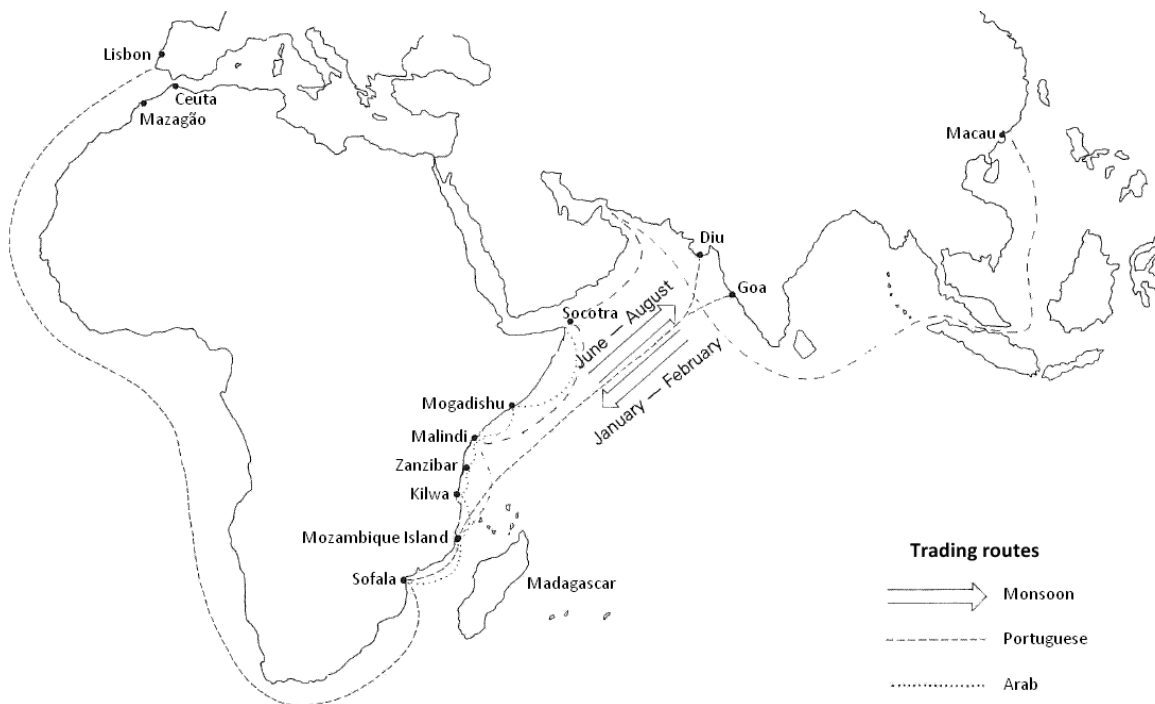 Lisbon
Ceuta
Mazagão
Macau
Diu
Goa
Socotra
June — August
January — February
Mogadishu
Malindi
Zanzibar
Kilwa
Mozambique Island
Sofala
Madagascar
Trading routes
Monsoon
Portuguese
Arab